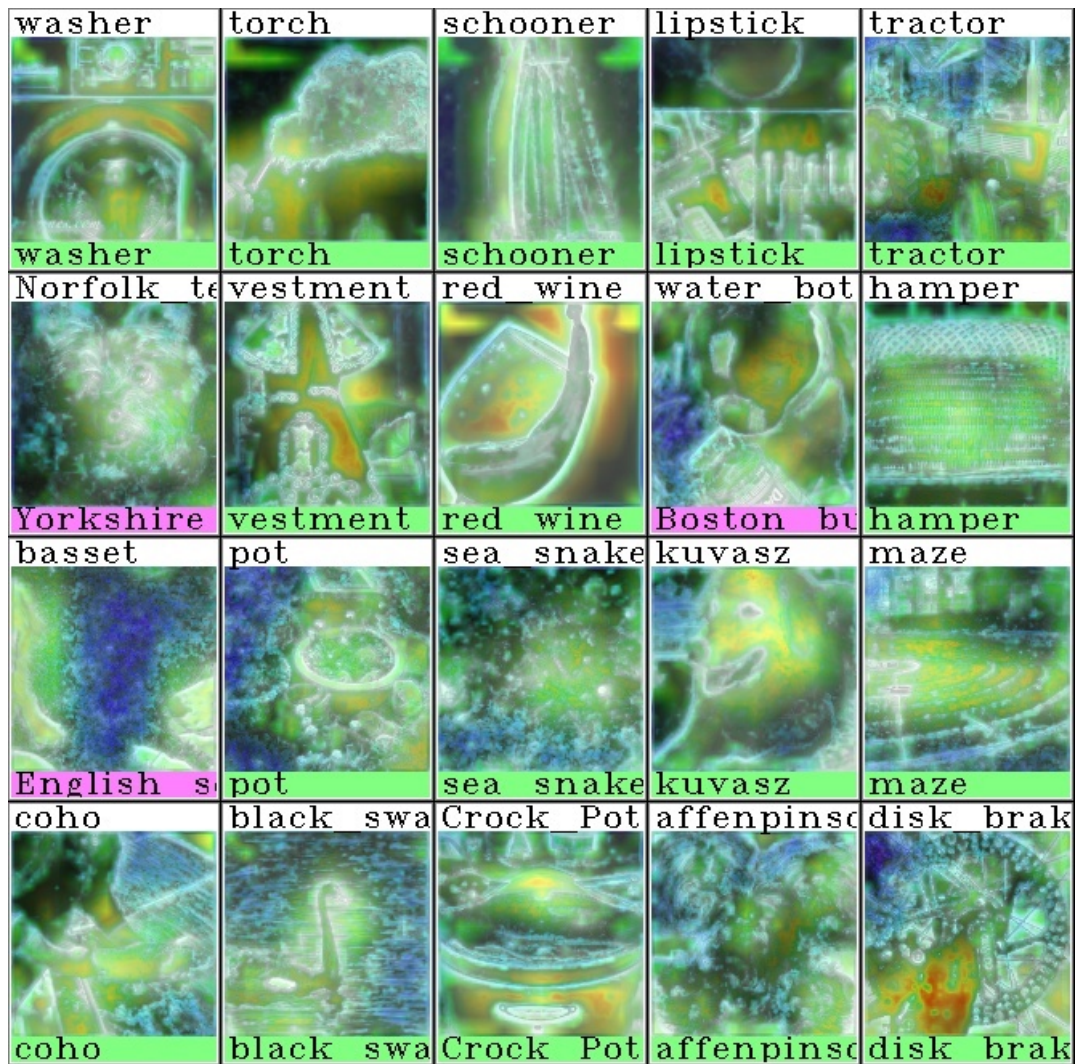 washer torch schooner lipstick tractor
washer torch schooner lipstick tractor
Norfolk_te vestment red_wine water_bot hamper
Yorkshire vestment red wine Boston bu hamper
basset pot sea_snake kuvasz maze
English s pot sea snake kuvasz maze
coho black_swa Crock_Pot affenpinsc disk_brak
coho black swa Crock Pot affenpinsc disk brak